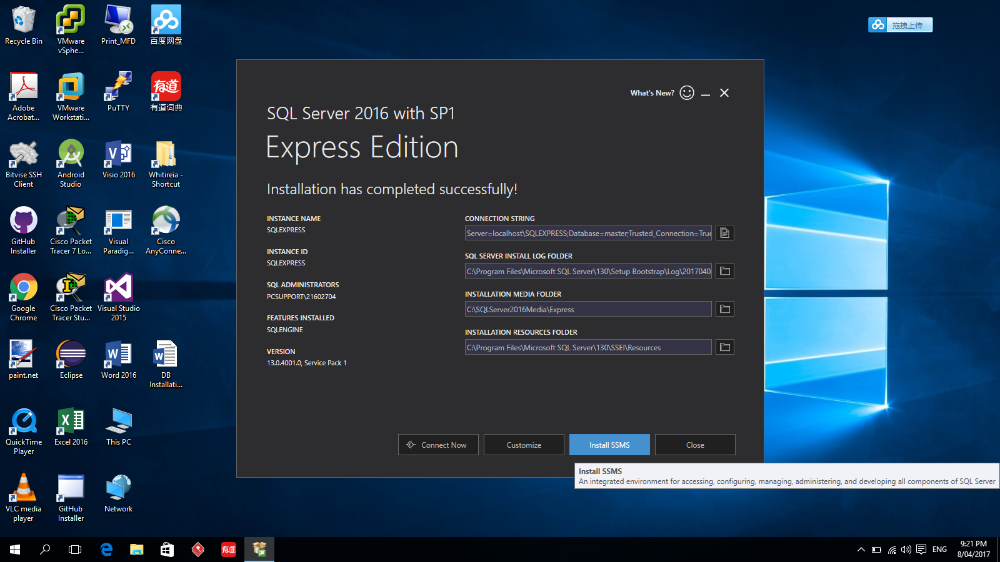 Recycle Bin
VMware
vSphe...
Print_MFD
百度网盘
拖拽上传
Adobe
Acrobat...
VMware
Workstati...
PuTTY
有道
有道词典
Bitvise SSH
Client
Android
Studio
Visio 2016
Whitireia -
Shortcut
GitHub
Installer
Cisco Packet
Tracer 7 Lo...
Visual
Paradig...
Cisco
AnyConne...
Google
Chrome
Cisco Packet
Tracer Stu...
Visual Studio
2015
paint.net
Eclipse
Word 2016
DB
Installati...
QuickTime
Player
Excel 2016
This PC
VLC media
player
GitHub
Installer
Network
What's New?
SQL Server 2016 with SP1
Express Edition
Installation has completed successfully!
INSTANCE NAME
SQLEXPRESS
INSTANCE ID
SQLEXPRESS
SQL ADMINISTRATORS
PCSUPPORT\21602704
FEATURES INSTALLED
SQLENGINE
VERSION
13.0.4001.0, Service Pack 1
CONNECTION STRING
Server=localhost\SQLEXPRESS;Database=master;Trusted_Connection=True
SQL SERVER INSTALL LOG FOLDER
C:\Program Files\Microsoft SQL Server\130\Setup Bootstrap\Log\2017040
INSTALLATION MEDIA FOLDER
C:\SQLServer2016Media\Express
INSTALLATION RESOURCES FOLDER
C:\Program Files\Microsoft SQL Server\130\SSEI\Resources
Connect Now
Customize
Install SSMS
Close
Install SSMS
An integrated environment for accessing, configuring, managing, administering, and developing all components of SQL Server
有道
ENG
9:21 PM
8/04/2017